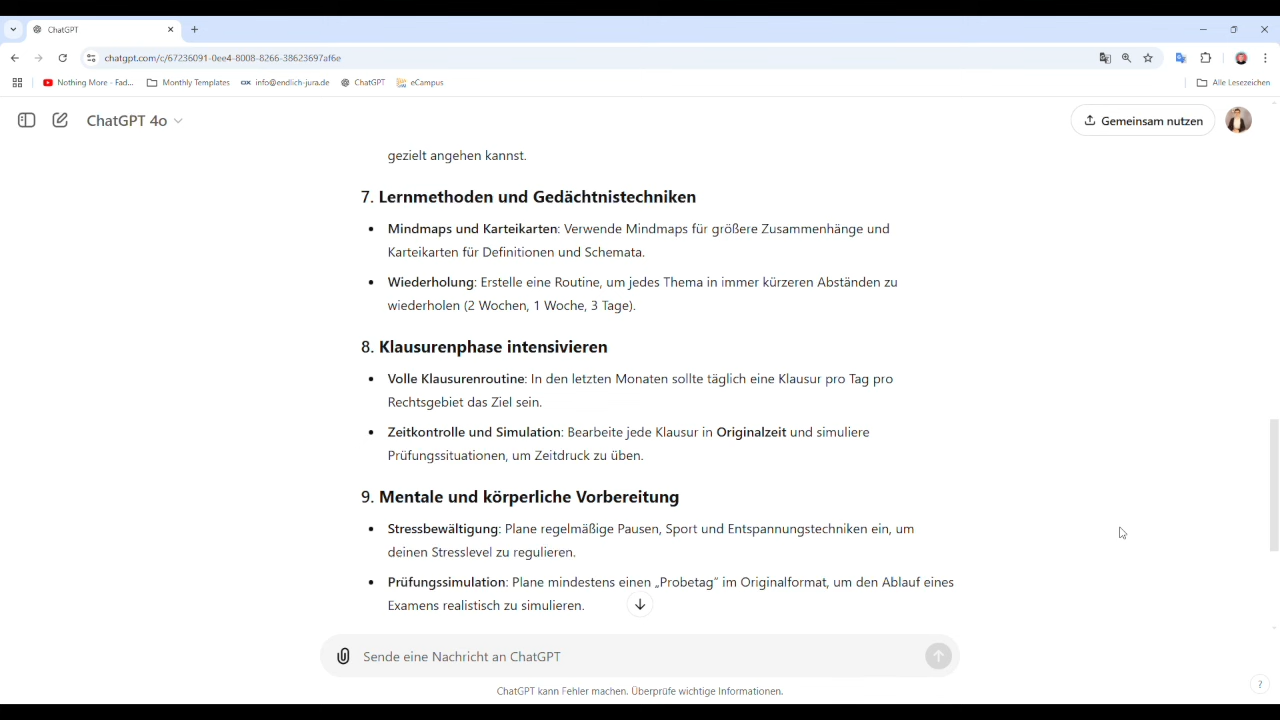 ChatGPT
chatgpt.com/c/67236091-0ee4-8008-8266-38623697af6e
Nothing More - Fad... Monthly Templates info@endlich-jura.de ChatGPT eCampus Alle Lesezeichen
ChatGPT 4o Gemeinsam nutzen
gezielt angehen kannst.
7. Lernmethoden und Gedächtnistechniken
• Mindmaps und Karteikarten: Verwende Mindmaps für größere Zusammenhänge und
Karteikarten für Definitionen und Schemata.
• Wiederholung: Erstelle eine Routine, um jedes Thema in immer kürzeren Abständen zu
wiederholen (2 Wochen, 1 Woche, 3 Tage).
8. Klausurenphase intensivieren
• Volle Klausurenroutine: In den letzten Monaten sollte täglich eine Klausur pro Tag pro
Rechtsgebiet das Ziel sein.
• Zeitkontrolle und Simulation: Bearbeite jede Klausur in Originalzeit und simuliere
Prüfungssituationen, um Zeitdruck zu üben.
9. Mentale und körperliche Vorbereitung
• Stressbewältigung: Plane regelmäßige Pausen, Sport und Entspannungstechniken ein, um
deinen Stresslevel zu regulieren.
• Prüfungssimulation: Plane mindestens einen „Probetag“ im Originalformat, um den Ablauf eines
Examens realistisch zu simulieren.
Sende eine Nachricht an ChatGPT
ChatGPT kann Fehler machen. Überprüfe wichtige Informationen.
?